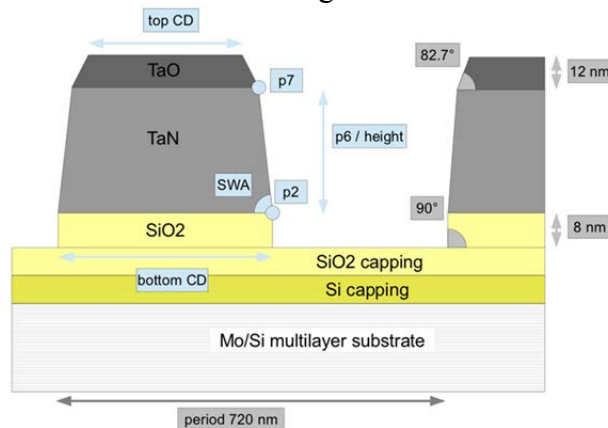 top CD
TaO
p7
82.7°
12 nm
TaN
p6 / height
SWA
p2
90°
SiO2
8 nm
SiO2 capping
bottom CD
Si capping
Mo/Si multilayer substrate
period 720 nm